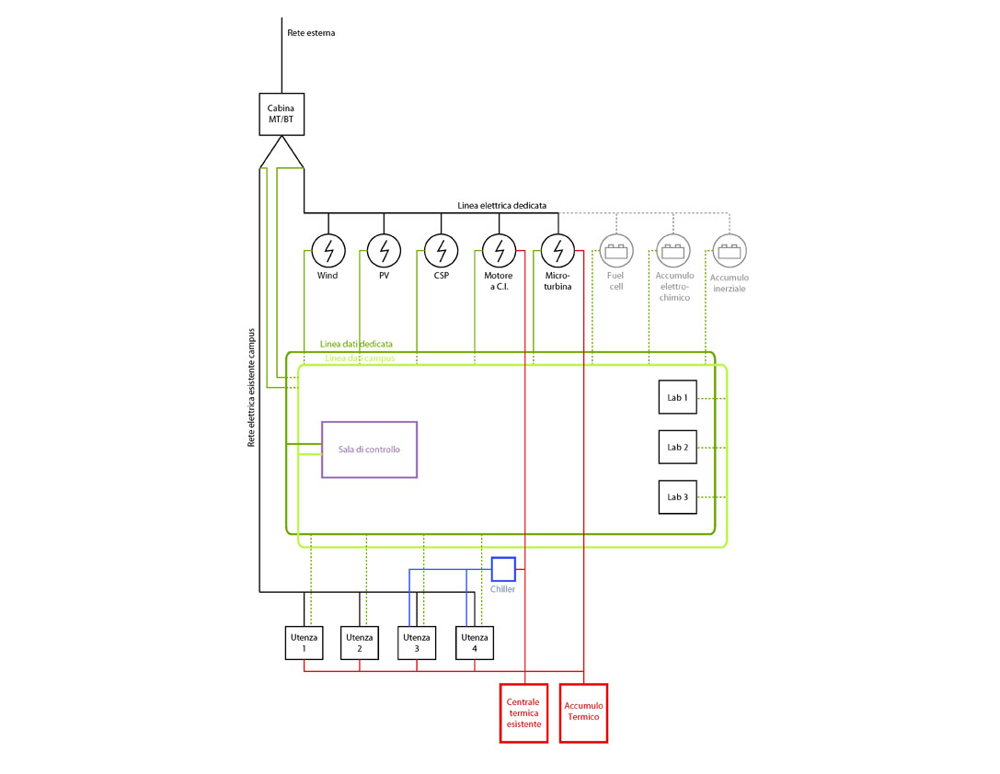 Rete esterna
Cabina
MT/BT
Linea elettrica dedicata
Wind
PV
CSP
Motore
a C.I.
Micro-
turbina
Fuel
cell
Accumulo
elettro-
chimico
Accumulo
inerziale
Rete elettrica esistente campus
Linea dati dedicata
Linea dati campus
Lab 1
Sala di controllo
Lab 2
Lab 3
Chiller
Utenza
1
Utenza
2
Utenza
3
Utenza
4
Centrale
termica
esistente
Accumulo
Termico